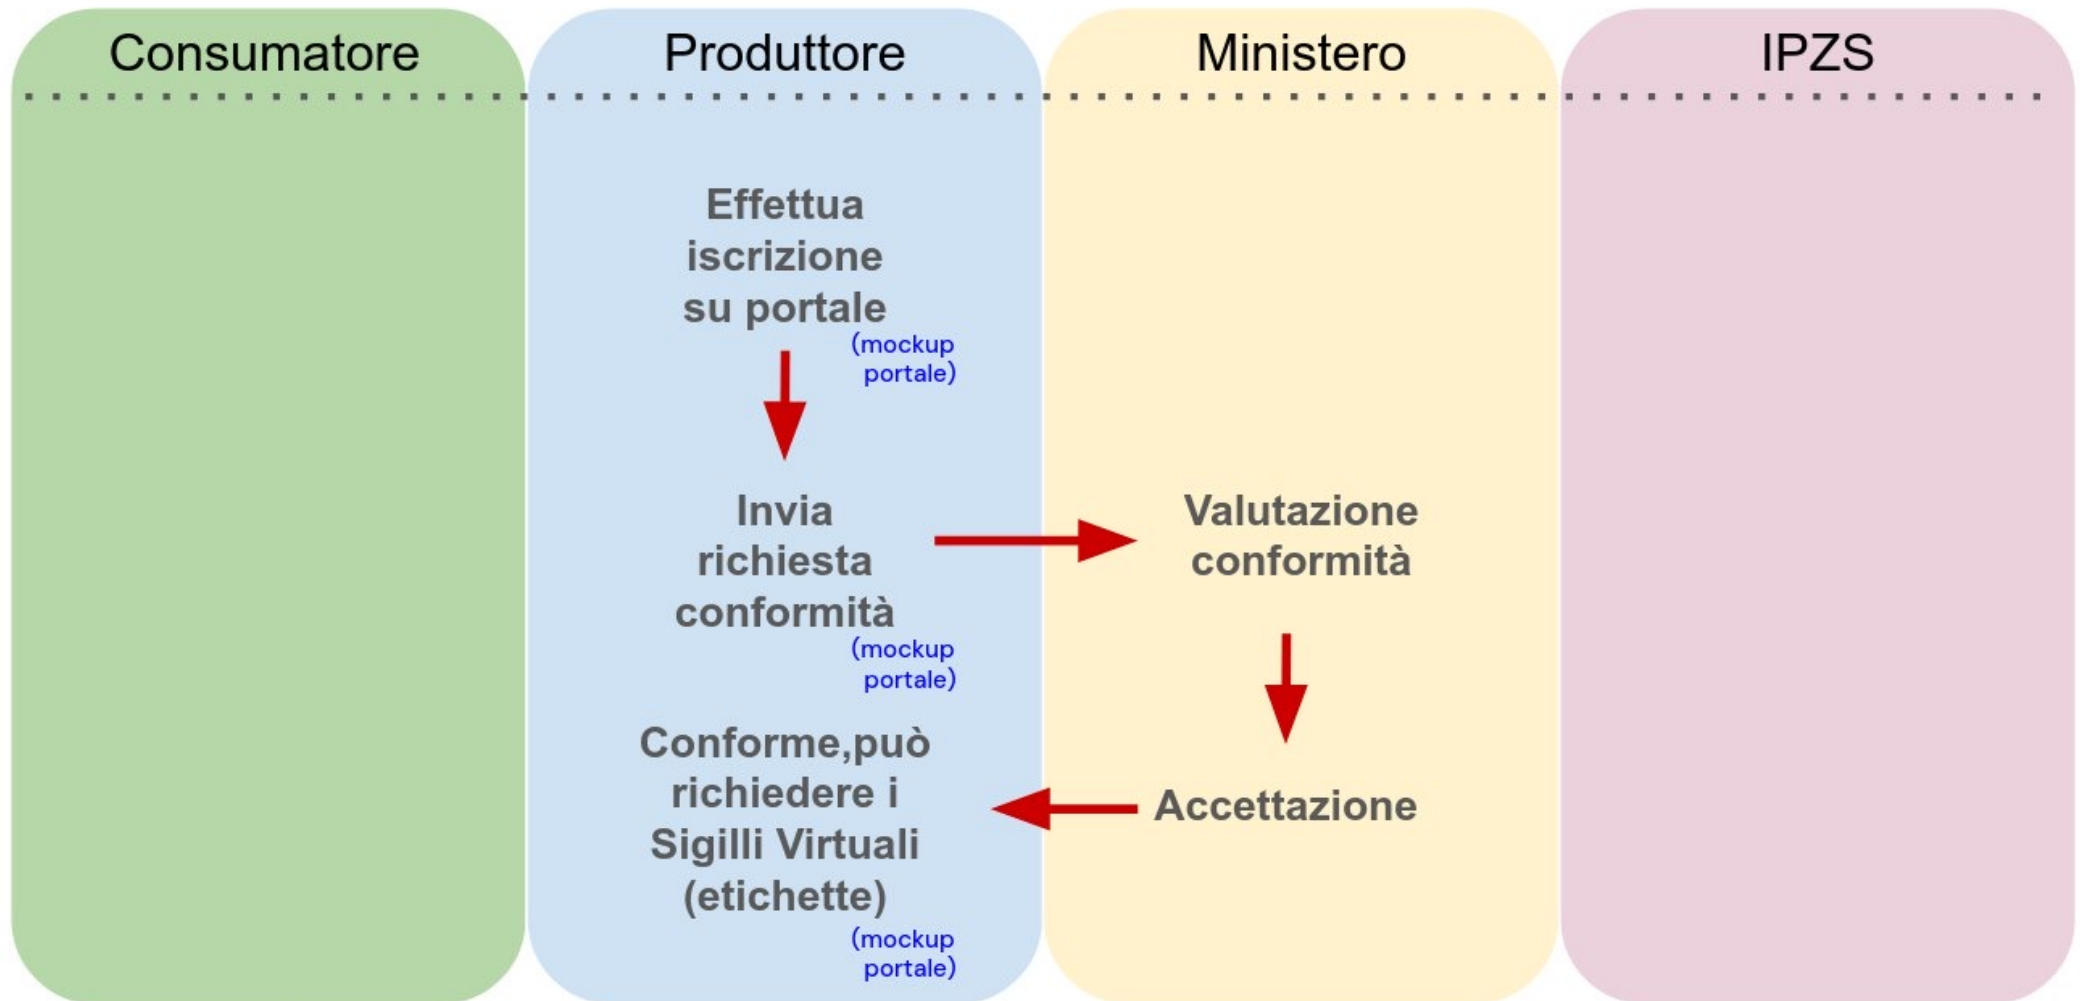 Consumatore
Produttore
Ministero
IPZS
Effettua
iscrizione
su portale
(mockup
portale)
Invia
richiesta
conformità
(mockup
portale)
Valutazione
conformità
Accettazione
Conforme,può
richiedere i
Sigilli Virtuali
(etichette)
(mockup
portale)